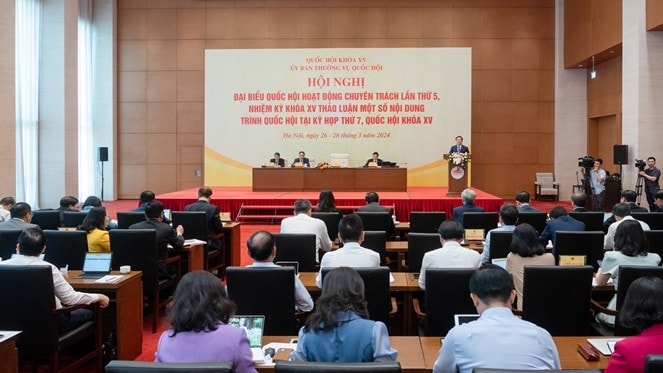 QUỐC HỘI KHÓA XV
ỦY BAN THƯỜNG VỤ QUỐC HỘI
HỘI NGHỊ
ĐẠI BIỂU QUỐC HỘI HOẠT ĐỘNG CHUYÊN TRÁCH LẦN THỨ 5,
NHIỆM KỲ KHÓA XV THẢO LUẬN MỘT SỐ NỘI DUNG
TRÌNH QUỐC HỘI TẠI KỲ HỌP THỨ 7, QUỐC HỘI KHÓA XV
Hà Nội, ngày 26 - 28 tháng 3 năm 2024